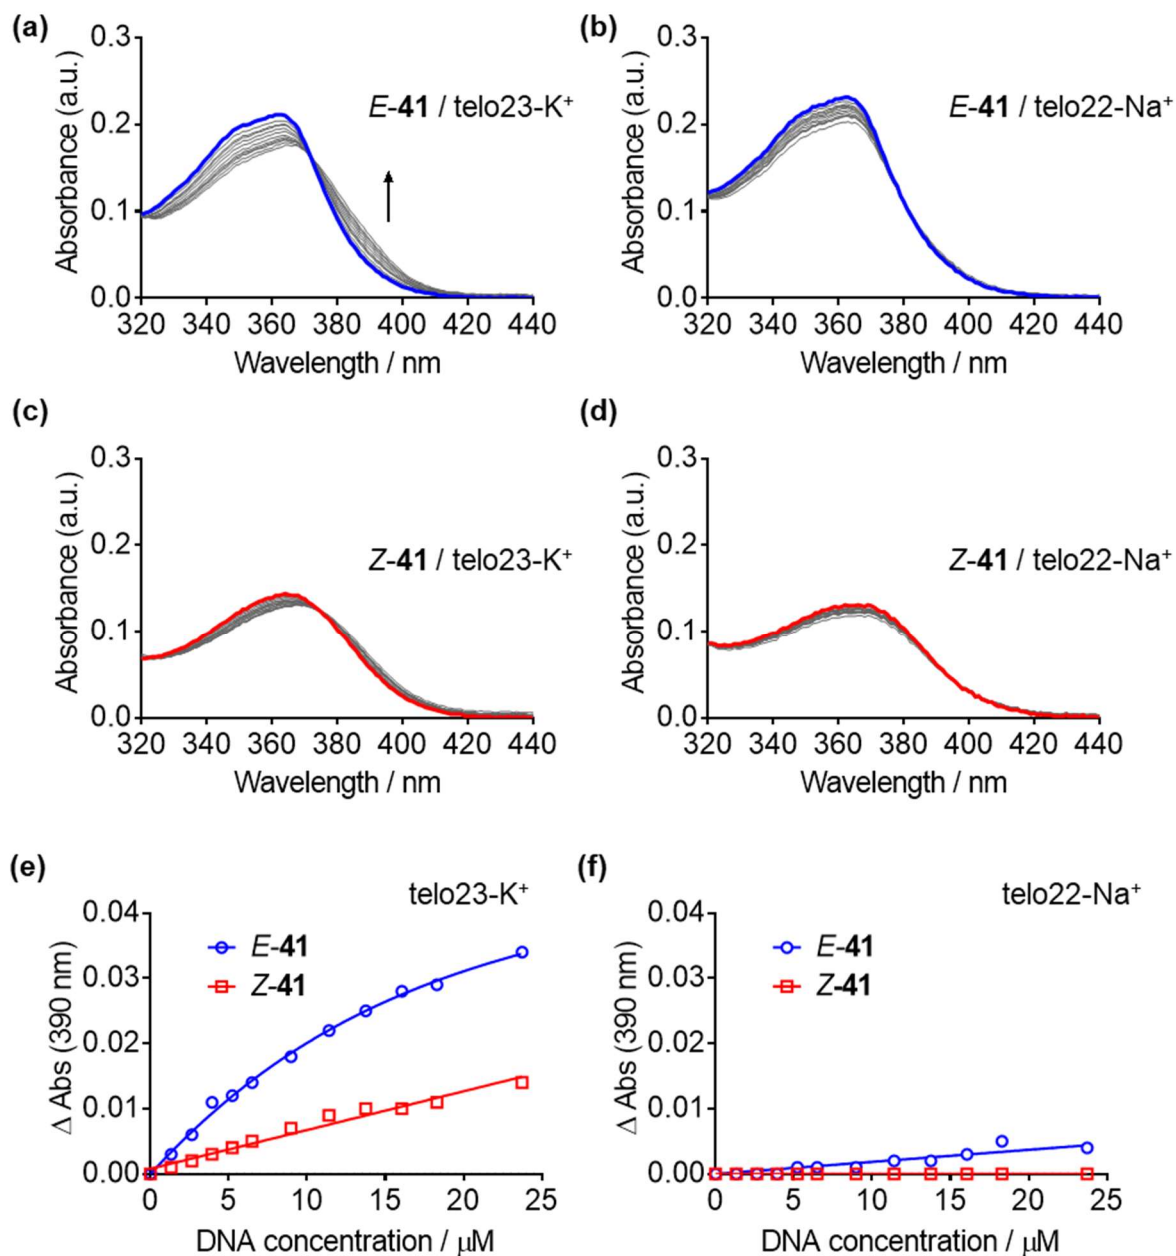 (a)
0.3
0.2
0.1
0.0
Absorbance (a.u.)
E-41 / telo23-K⁺
320 340 360 380 400 420 440
Wavelength / nm
(b)
0.3
0.2
0.1
0.0
Absorbance (a.u.)
E-41 / telo22-Na⁺
320 340 360 380 400 420 440
Wavelength / nm
(c)
0.3
0.2
0.1
0.0
Absorbance (a.u.)
Z-41 / telo23-K⁺
320 340 360 380 400 420 440
Wavelength / nm
(d)
0.3
0.2
0.1
0.0
Absorbance (a.u.)
Z-41 / telo22-Na⁺
320 340 360 380 400 420 440
Wavelength / nm
(e)
telo23-K⁺
0.04
0.03
0.02
0.01
0.00
Δ Abs (390 nm)
E-41
Z-41
0 5 10 15 20 25
DNA concentration / μM
(f)
telo22-Na⁺
0.04
0.03
0.02
0.01
0.00
Δ Abs (390 nm)
E-41
Z-41
0 5 10 15 20 25
DNA concentration / μM